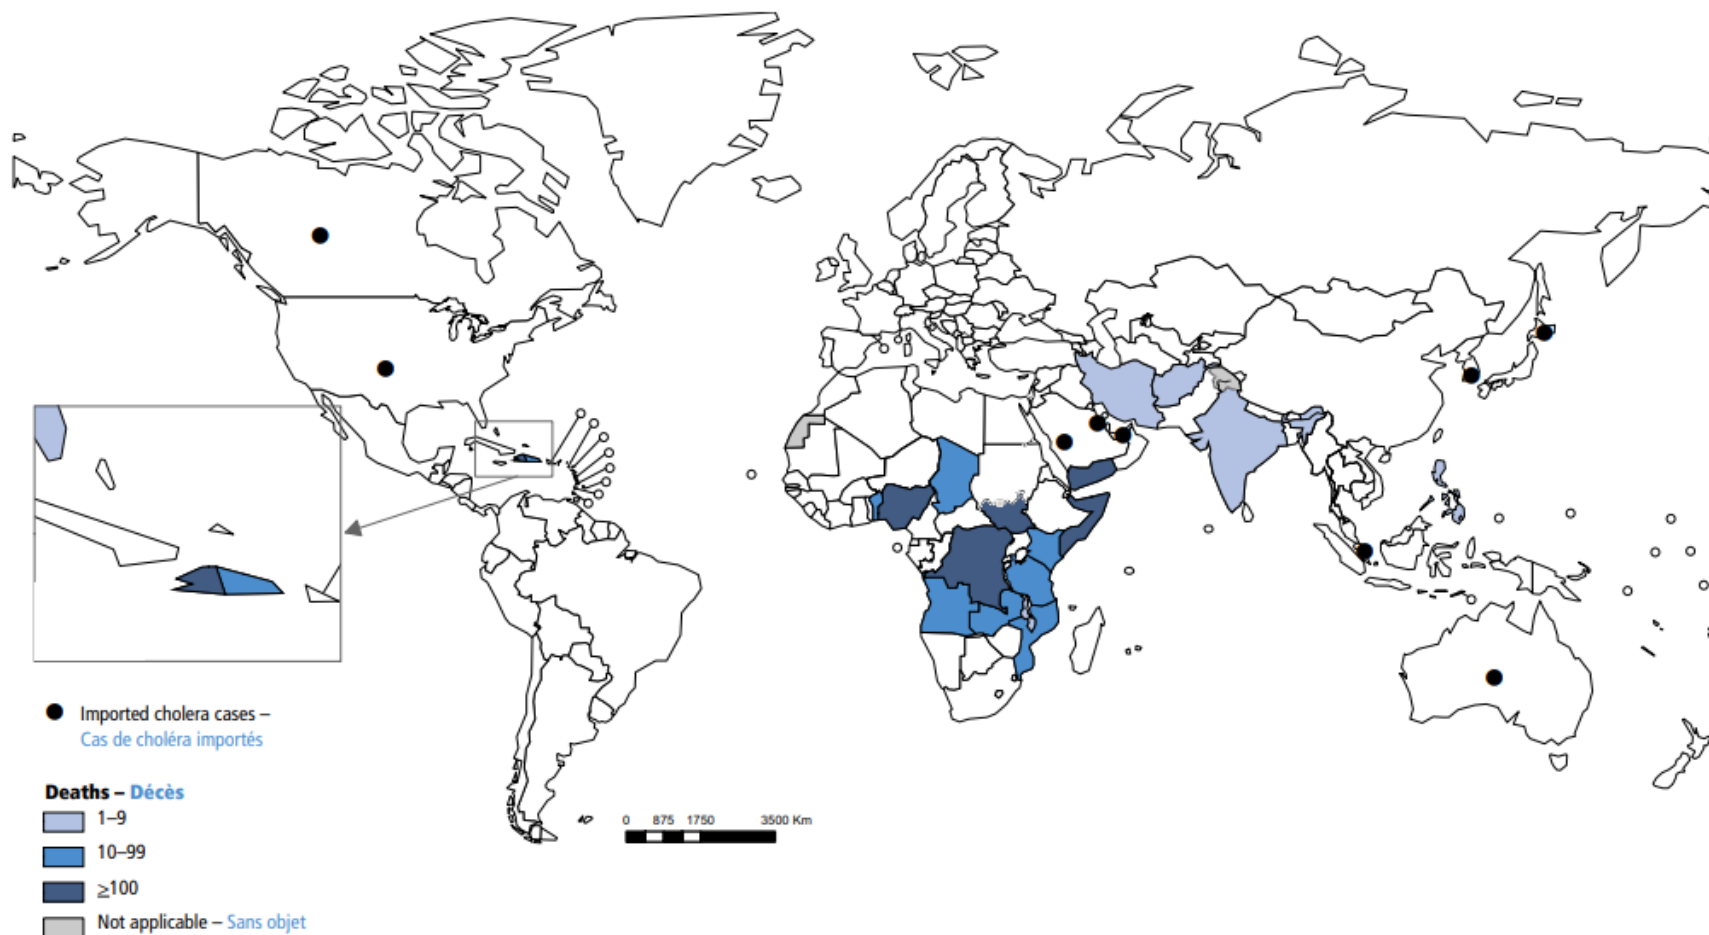 Imported cholera cases –
Cas de choléra importés
Deaths – Décès
1–9
10–99
≥100
Not applicable – Sans objet
0 875 1750 3500 Km